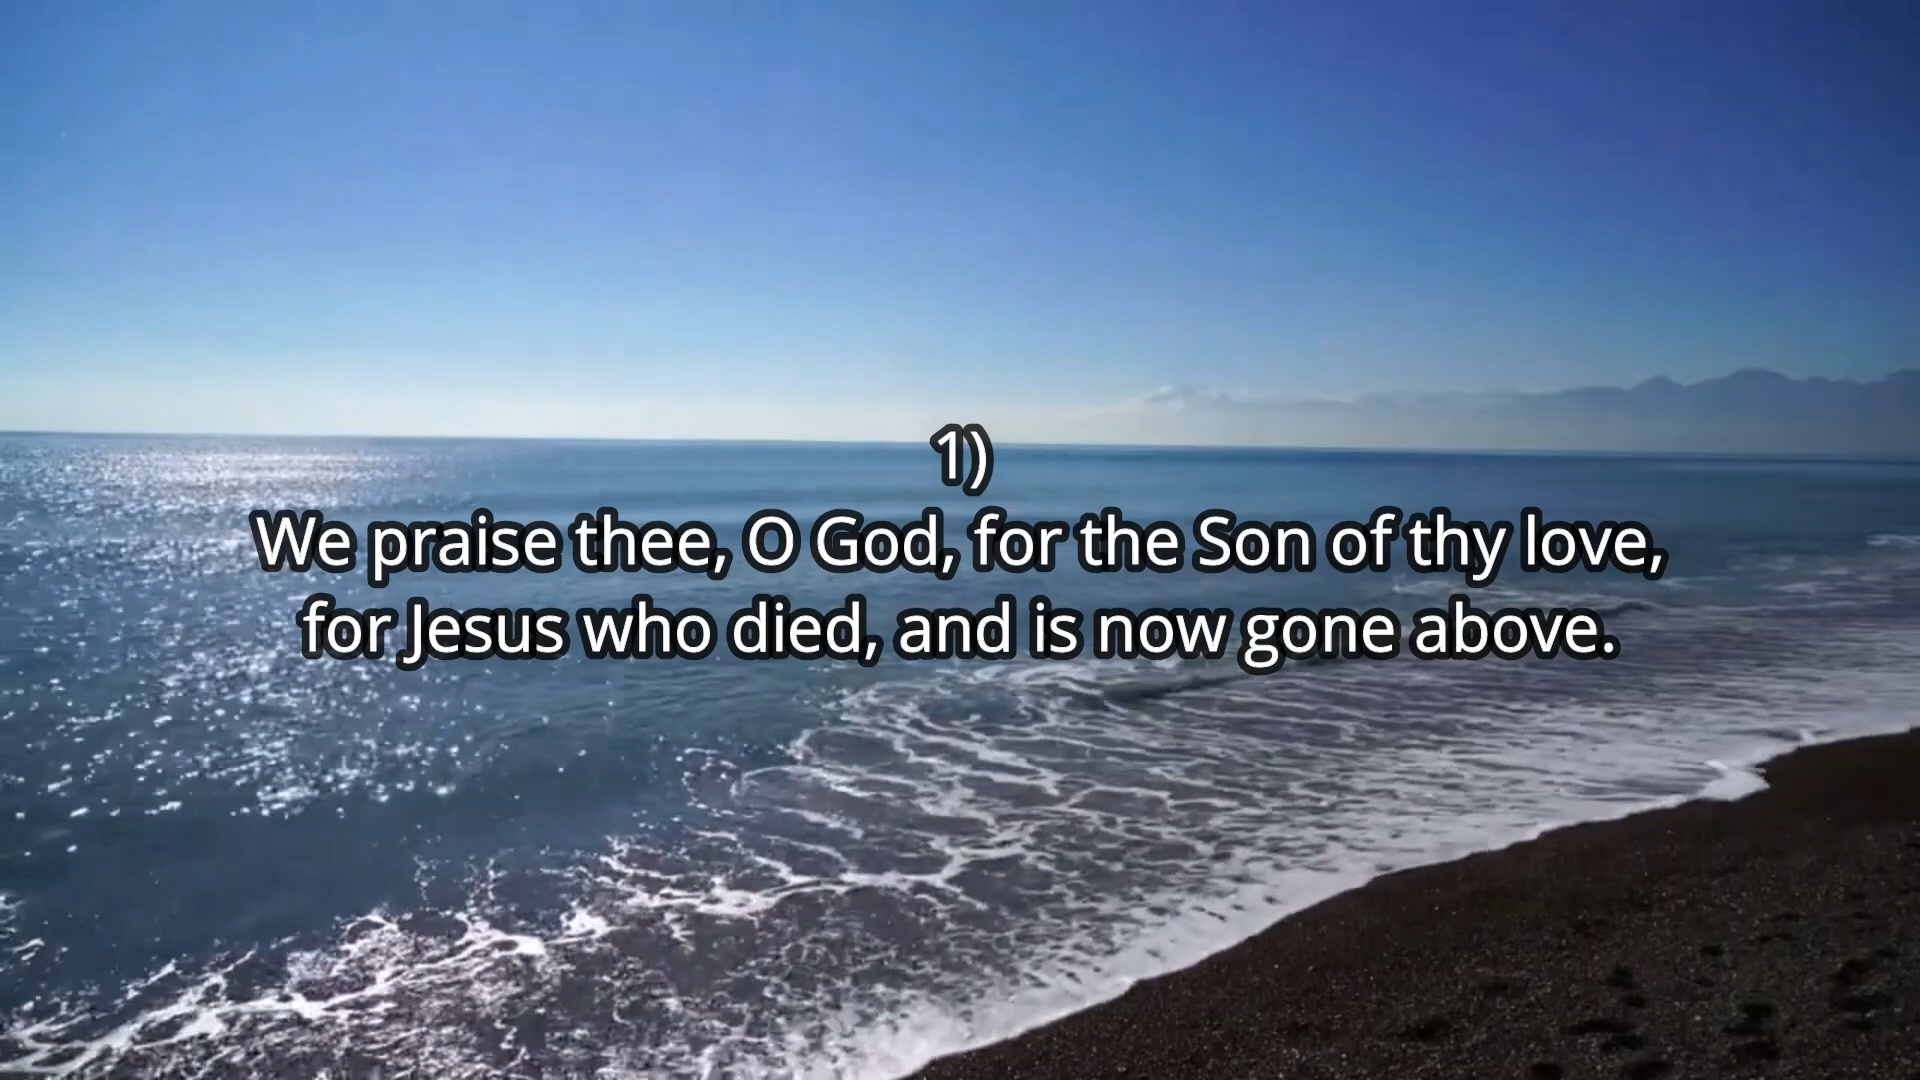 1)
We praise thee, O God, for the Son of thy love,
for Jesus who died, and is now gone above.